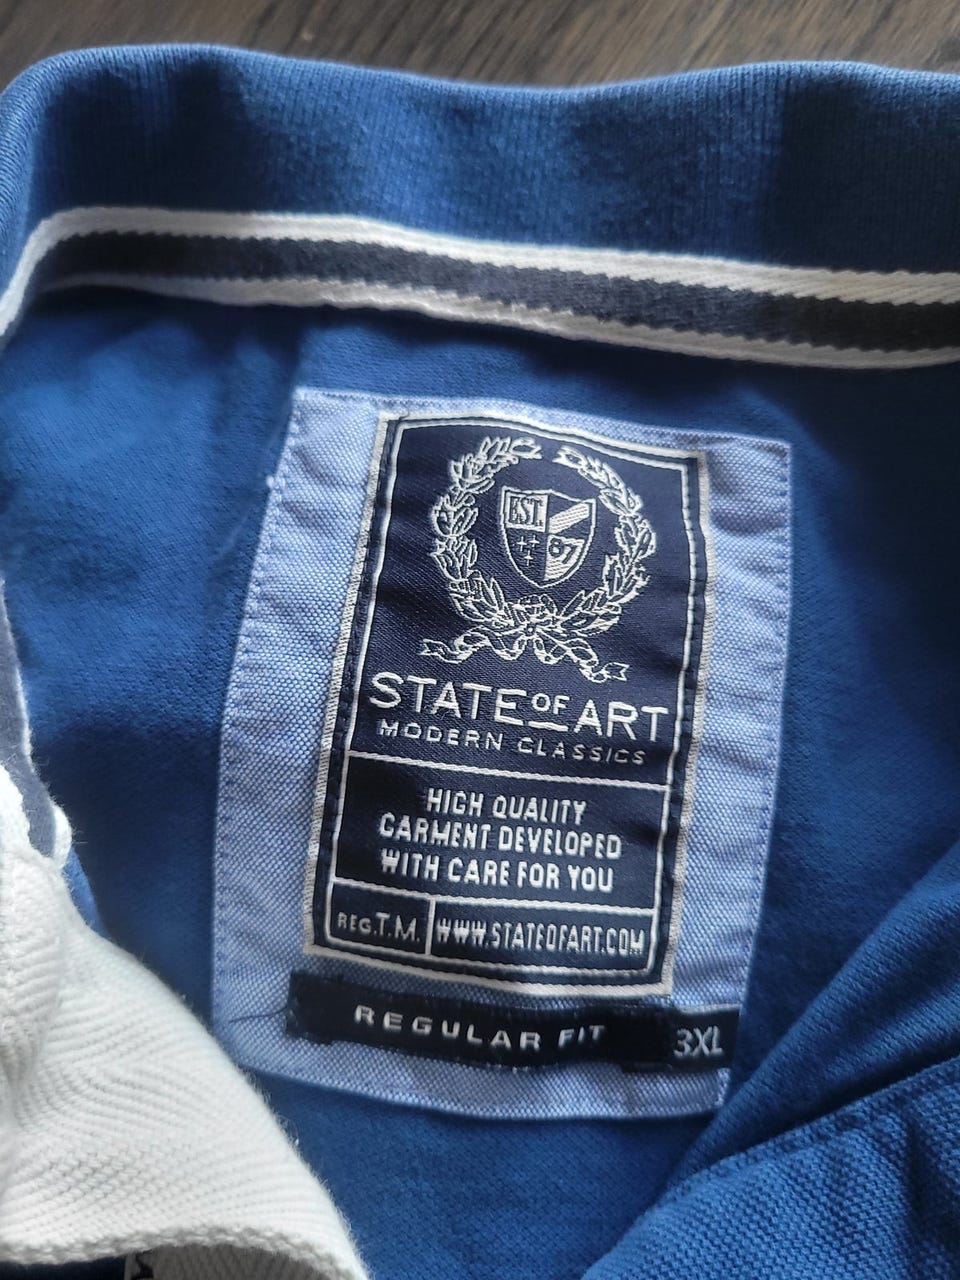 EST.
87
STATE OF ART
MODERN CLASSICS
HIGH QUALITY
GARMENT DEVELOPED
WITH CARE FOR YOU
REG.T.M. WWW.STATEOFART.COM
REGULAR FIT 3XL